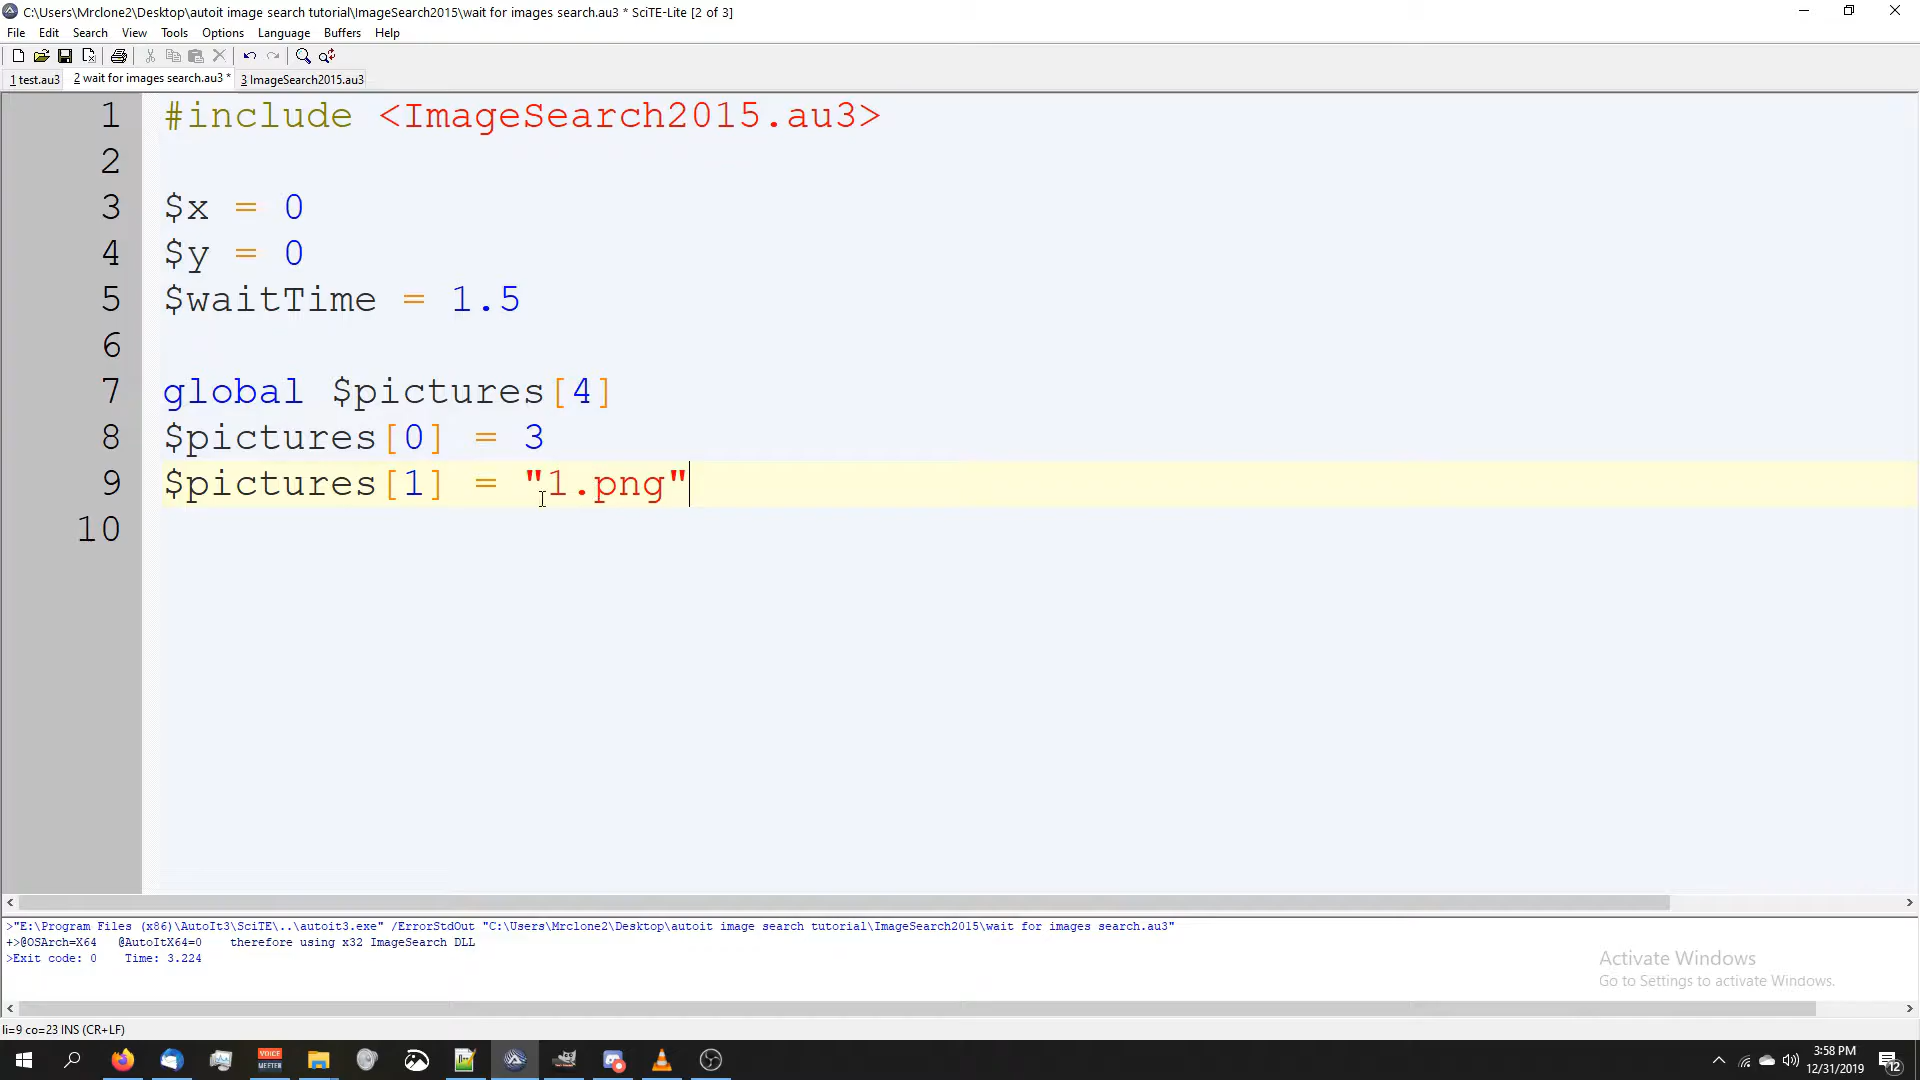 C:\Users\Mrclone2\Desktop\autoit image search tutorial\ImageSearch2015\wait for images search.au3 * SciTE-Lite [2 of 3]
File Edit Search View Tools Options Language Buffers Help
1 test.au3 2 wait for images search.au3 * 3 ImageSearch2015.au3
1 #include <ImageSearch2015.au3>
2
3 $x = 0
4 $y = 0
5 $waitTime = 1.5
6
7 global $pictures[4]
8 $pictures[0] = 3
9 $pictures[1] = "1.png"
10
>"E:\Program Files (x86)\AutoIt3\SciTE\..\autoit3.exe" /ErrorStdOut "C:\Users\Mrclone2\Desktop\autoit image search tutorial\ImageSearch2015\wait for images search.au3"
+>@OSArch=X64 @AutoItX64=0 therefore using x32 ImageSearch DLL
>Exit code: 0 Time: 3.224
Activate Windows
Go to Settings to activate Windows.
li=9 co=23 INS (CR+LF)
VOICE
MEETER
3:58 PM
12/31/2019
12